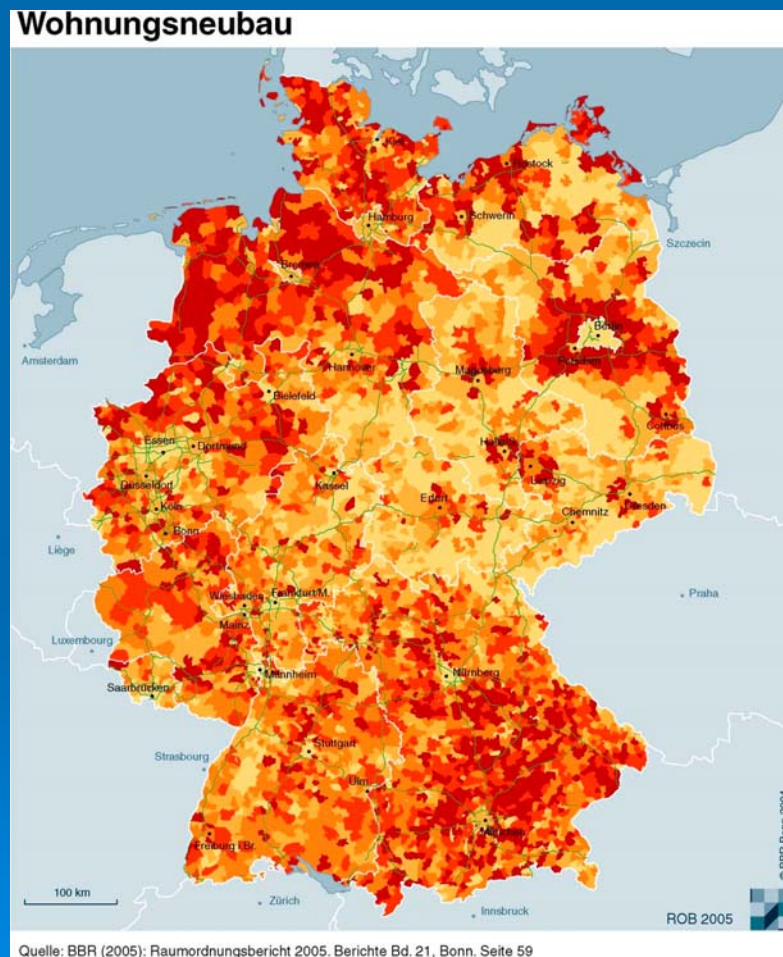 Wohnungsneubau
Kiel
Rostock
Hamburg
Schwerin
Szczecin
Bremen
Berlin
Amsterdam
Potsdam
Hannover
Magdeburg
Bielefeld
Cottbus
Essen
Dortmund
Halle
Düsseldorf
Kassel
Leipzig
Köln
Erfurt
Dresden
Chemnitz
Bonn
Liège
Praha
Wiesbaden
Frankfurt/M.
Mainz
Luxembourg
Mannheim
Nürnberg
Saarbrücken
Stuttgart
Strasbourg
Ulm
München
Freiburg i.Br.
100 km
Zürich
Innsbruck
ROB 2005
Quelle: BBR (2005): Raumordnungsbericht 2005. Berichte Bd. 21, Bonn. Seite 59